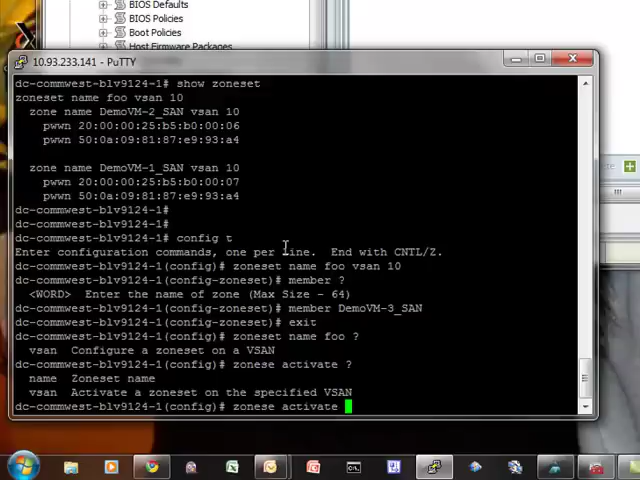 BIOS Defaults
BIOS Policies
Boot Policies
Host Firmware Packages
10.93.233.141 - PuTTY
dc-commwest-blv9124-1# show zoneset
zoneset name foo vsan 10
zone name DemoVM-2_SAN vsan 10
pwwn 20:00:00:25:b5:b0:00:06
pwwn 50:0a:09:81:87:e9:93:a4
zone name DemoVM-1_SAN vsan 10
pwwn 20:00:00:25:b5:b0:00:07
pwwn 50:0a:09:81:87:e9:93:a4
dc-commwest-blv9124-1#
dc-commwest-blv9124-1#
dc-commwest-blv9124-1# config t
Enter configuration commands, one per line. End with CNTL/Z.
dc-commwest-blv9124-1(config)# zoneset name foo vsan 10
dc-commwest-blv9124-1(config-zoneset)# member ?
<WORD> Enter the name of zone (Max Size - 64)
dc-commwest-blv9124-1(config-zoneset)# member DemoVM-3_SAN
dc-commwest-blv9124-1(config-zoneset)# exit
dc-commwest-blv9124-1(config)# zoneset name foo ?
vsan Configure a zoneset on a VSAN
dc-commwest-blv9124-1(config)# zonese activate ?
name Zoneset name
vsan Activate a zoneset on the specified VSAN
dc-commwest-blv9124-1(config)# zonese activate